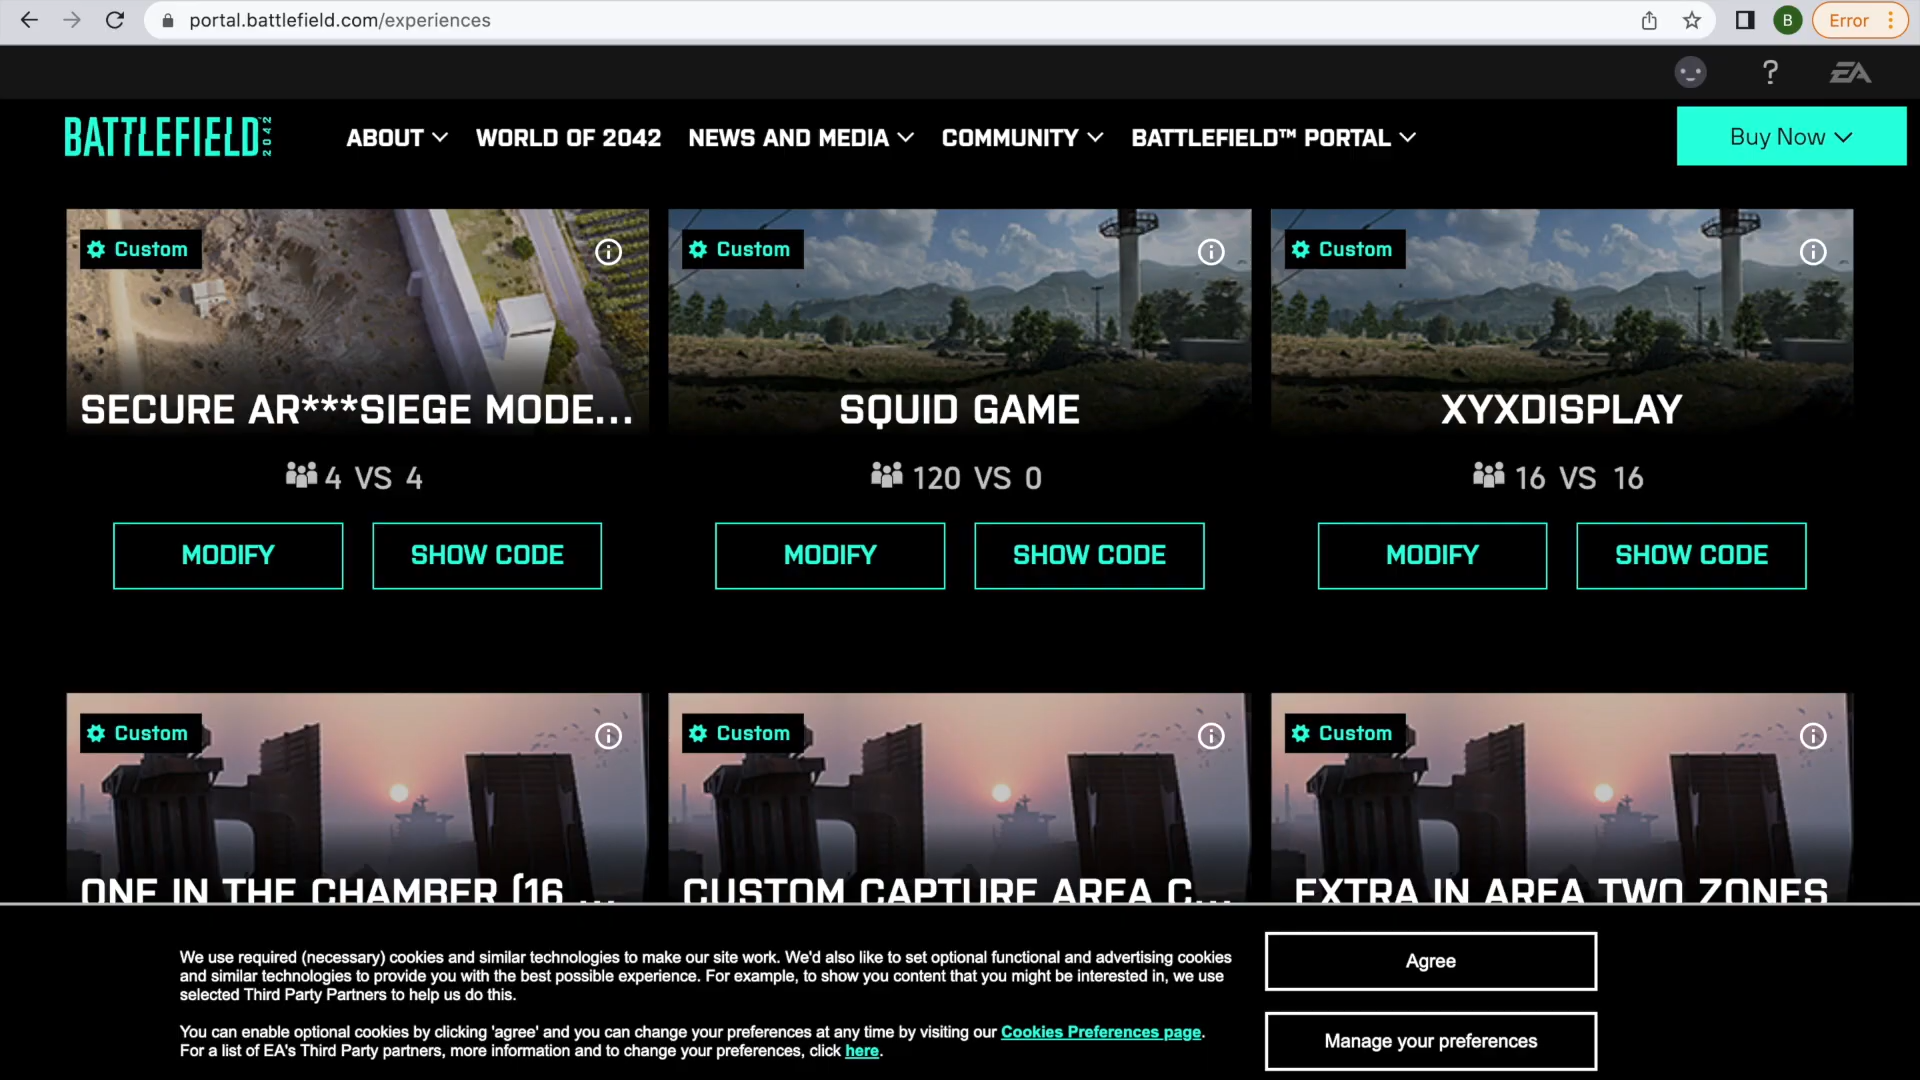 portal.battlefield.com/experiences
B
Error
?
EA
BATTLEFIELD 2042
ABOUT
WORLD OF 2042
NEWS AND MEDIA
COMMUNITY
BATTLEFIELD™ PORTAL
Buy Now
Custom
Custom
Custom
SECURE AR***SIEGE MODE...
SQUID GAME
XYXDISPLAY
4 VS 4
120 VS 0
16 VS 16
MODIFY
SHOW CODE
MODIFY
SHOW CODE
MODIFY
SHOW CODE
Custom
Custom
Custom
ONE IN THE CHAMBER (16 ...
CUSTOM CAPTURE AREA C...
EXTRA IN AREA TWO ZONES
We use required (necessary) cookies and similar technologies to make our site work. We'd also like to set optional functional and advertising cookies
and similar technologies to provide you with the best possible experience. For example, to show you content that you might be interested in, we use
selected Third Party Partners to help us do this.
You can enable optional cookies by clicking 'agree' and you can change your preferences at any time by visiting our Cookies Preferences page.
For a list of EA's Third Party partners, more information and to change your preferences, click here.
Agree
Manage your preferences